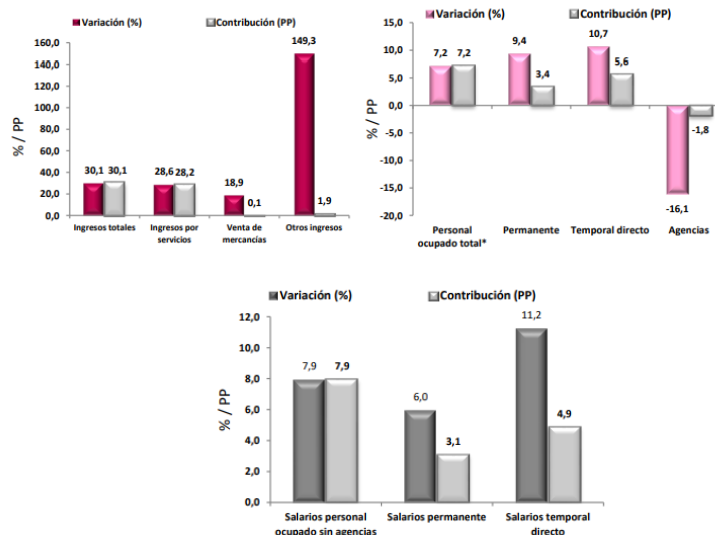 Variación (%) Contribución (PP)
160,0
140,0
120,0
100,0
80,0
60,0
40,0
20,0
0,0
% / PP
30,1 30,1
28,6 28,2
18,9
0,1
149,3
1,9
Ingresos totales
Ingresos por
servicios
Venta de
mercancías
Otros ingresos
Variación (%) Contribución (PP)
15,0
10,0
5,0
0,0
-5,0
-10,0
-15,0
-20,0
% / PP
7,2 7,2
9,4
3,4
10,7
5,6
-16,1
-1,8
Personal
ocupado total*
Permanente
Temporal directo
Agencias
Variación (%) Contribución (PP)
12,0
10,0
8,0
6,0
4,0
2,0
0,0
% / PP
7,9 7,9
6,0
3,1
11,2
4,9
Salarios personal
ocupado sin agencias
Salarios permanente
Salarios temporal
directo